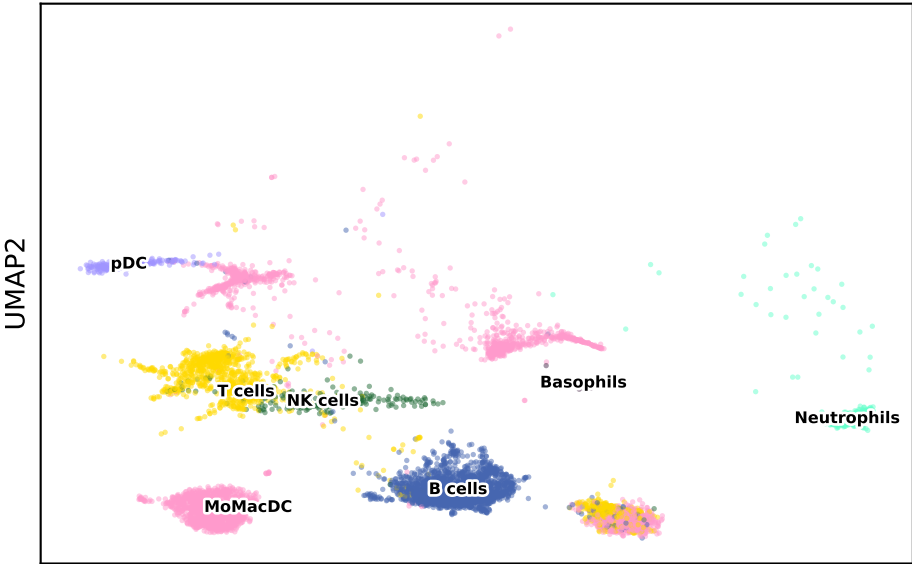 UMAP2
pDC
Basophils
T cells
NK cells
Neutrophils
B cells
MoMacDC